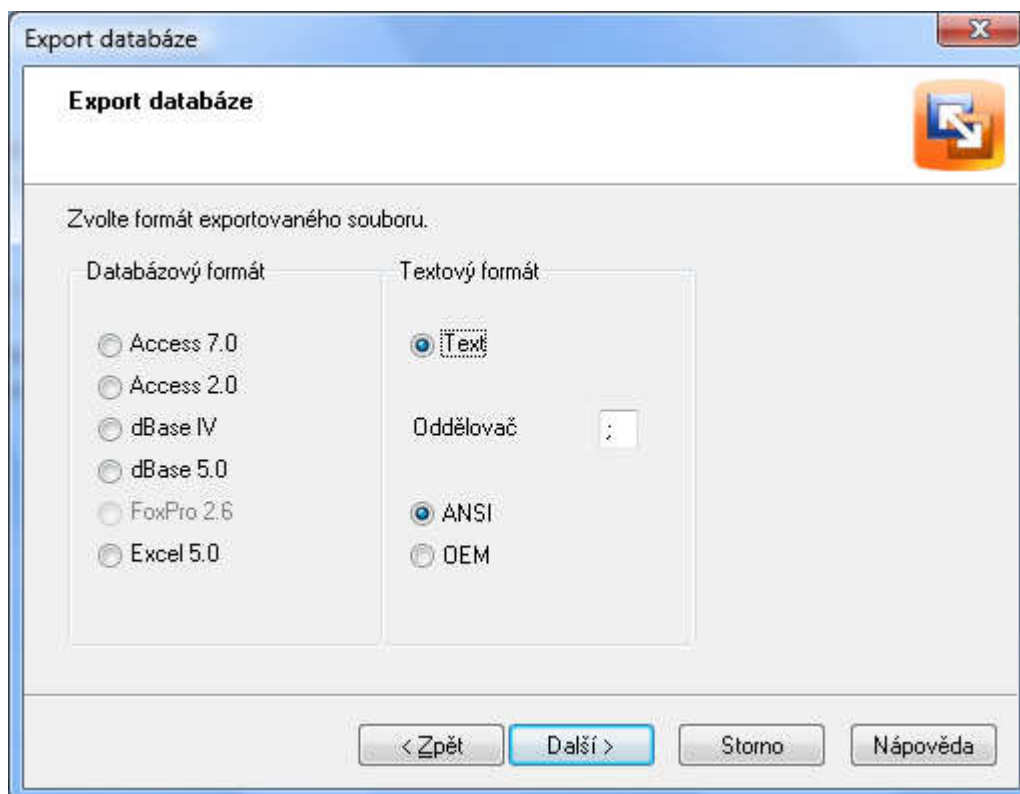 Export databáze
Export databáze
Zvolte formát exportovaného souboru.
Databázový formát
Access 7.0
Access 2.0
dBase IV
dBase 5.0
FoxPro 2.6
Excel 5.0
Textový formát
Text
Oddělovač ;
ANSI
OEM
< Zpět Další > Storno Nápověda